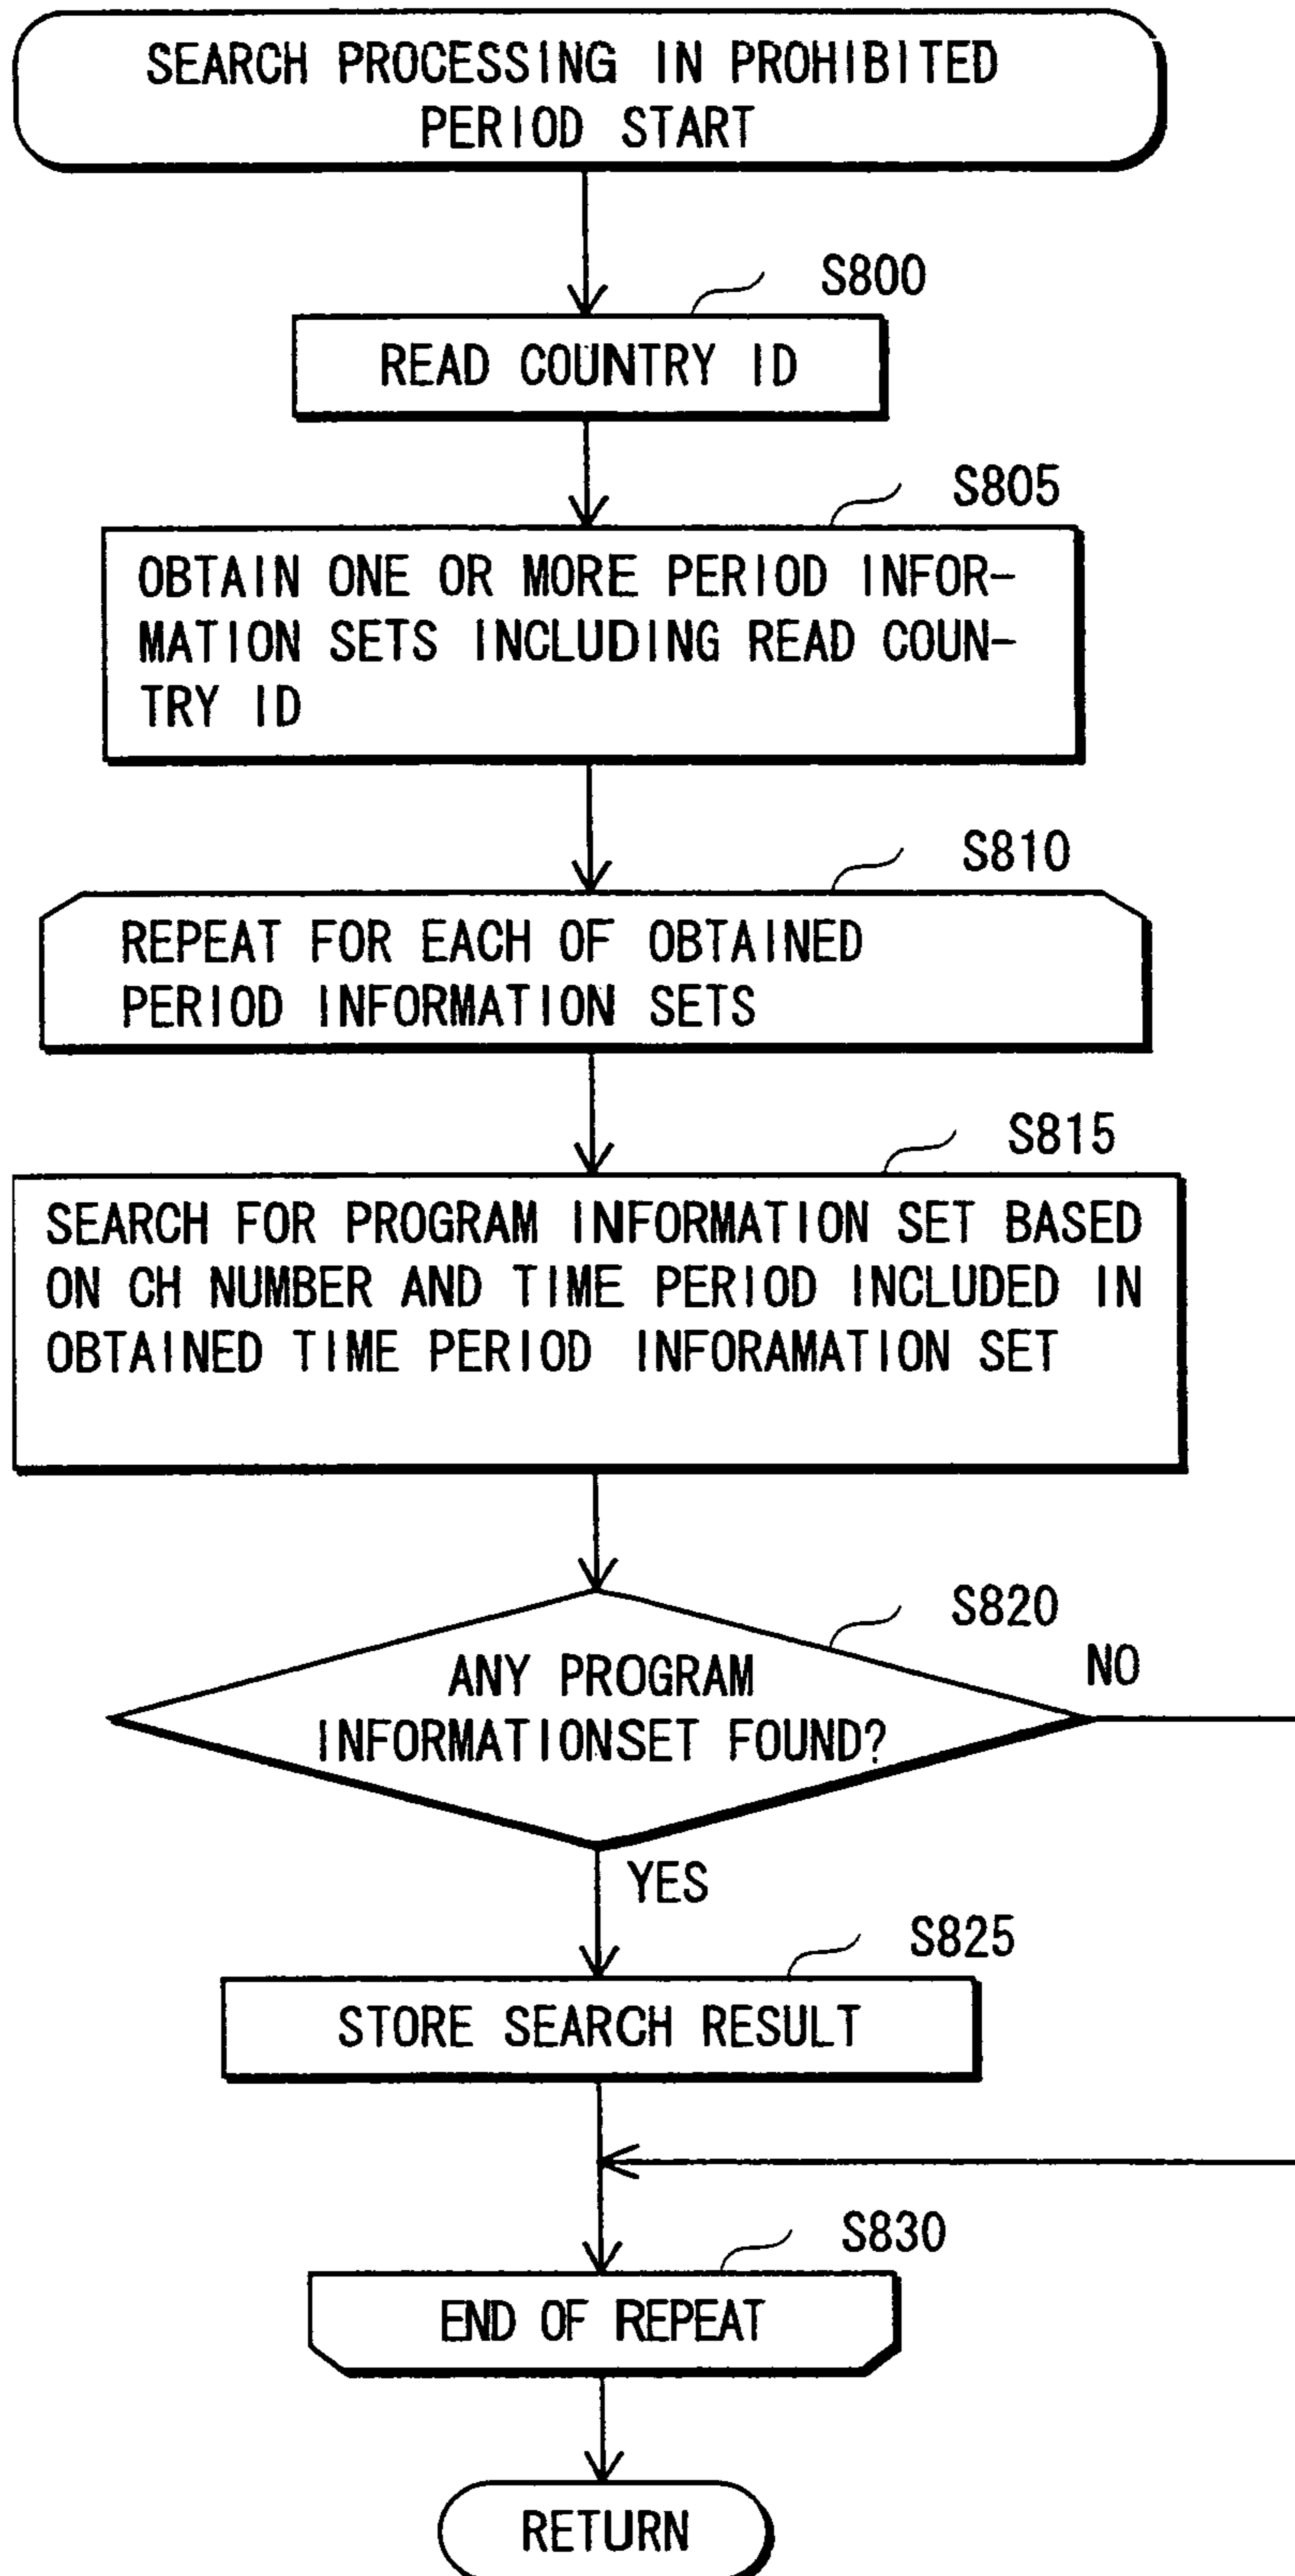 SEARCH PROCESSING IN PROHIBITED
PERIOD START
S800
READ COUNTRY ID
S805
OBTAIN ONE OR MORE PERIOD INFOR-
MATION SETS INCLUDING READ COUN-
TRY ID
S810
REPEAT FOR EACH OF OBTAINED
PERIOD INFORMATION SETS
S815
SEARCH FOR PROGRAM INFORMATION SET BASED
ON CH NUMBER AND TIME PERIOD INCLUDED IN
OBTAINED TIME PERIOD INFORAMATION SET
S820
NO
ANY PROGRAM
INFORMATIONSET FOUND?
YES
S825
STORE SEARCH RESULT
S830
END OF REPEAT
RETURN